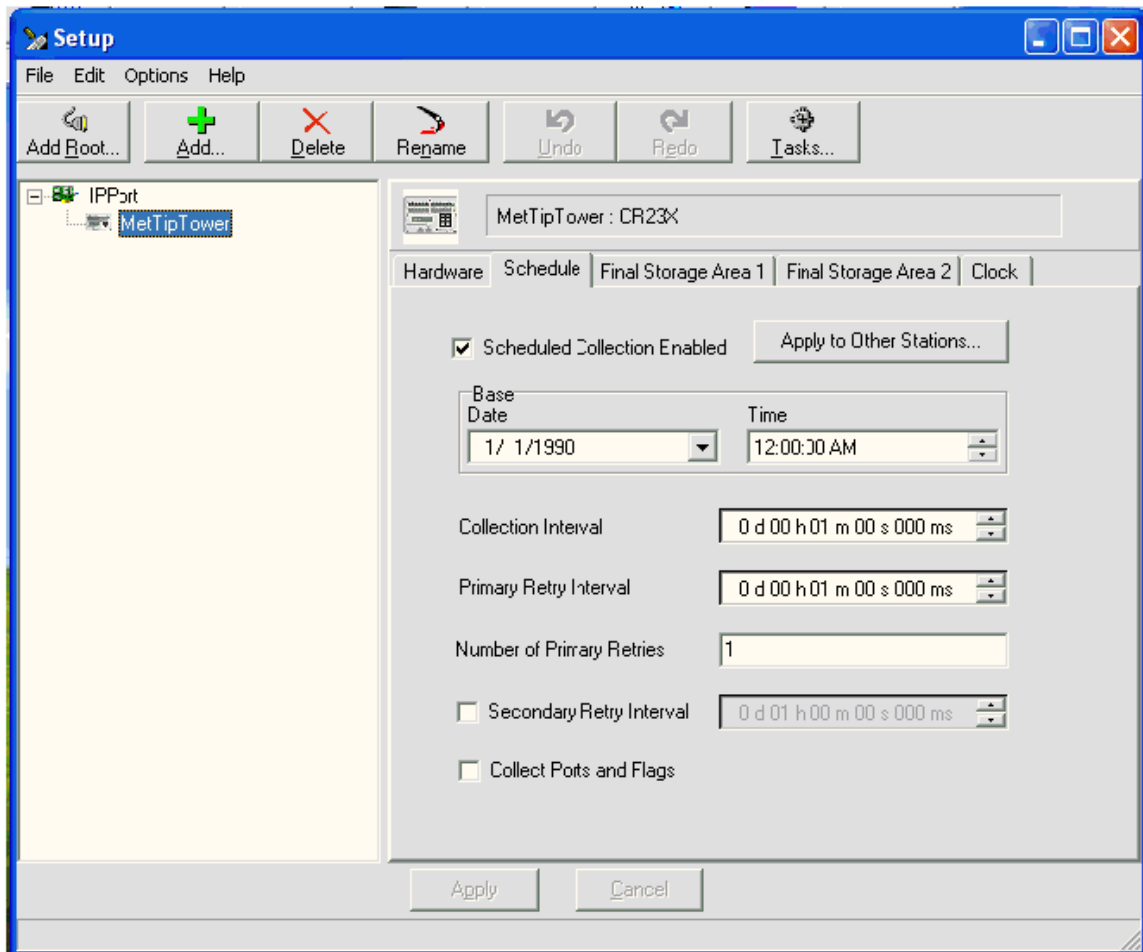 Setup
File Edit Options Help
Add Root... Add... Delete Rename Undo Redo Tasks...
IPPort
MetTipTower
MetTipTower : CR23X
Hardware Schedule Final Storage Area 1 Final Storage Area 2 Clock
Scheduled Collection Enabled Apply to Other Stations...
Base
Date Time
1/ 1/1990 12:00:00 AM
Collection Interval 0 d 00 h 01 m 00 s 000 ms
Primary Retry Interval 0 d 00 h 01 m 00 s 000 ms
Number of Primary Retries 1
Secondary Retry Interval 0 d 01 h 00 m 00 s 000 ms
Collect Ports and Flags
Apply Cancel